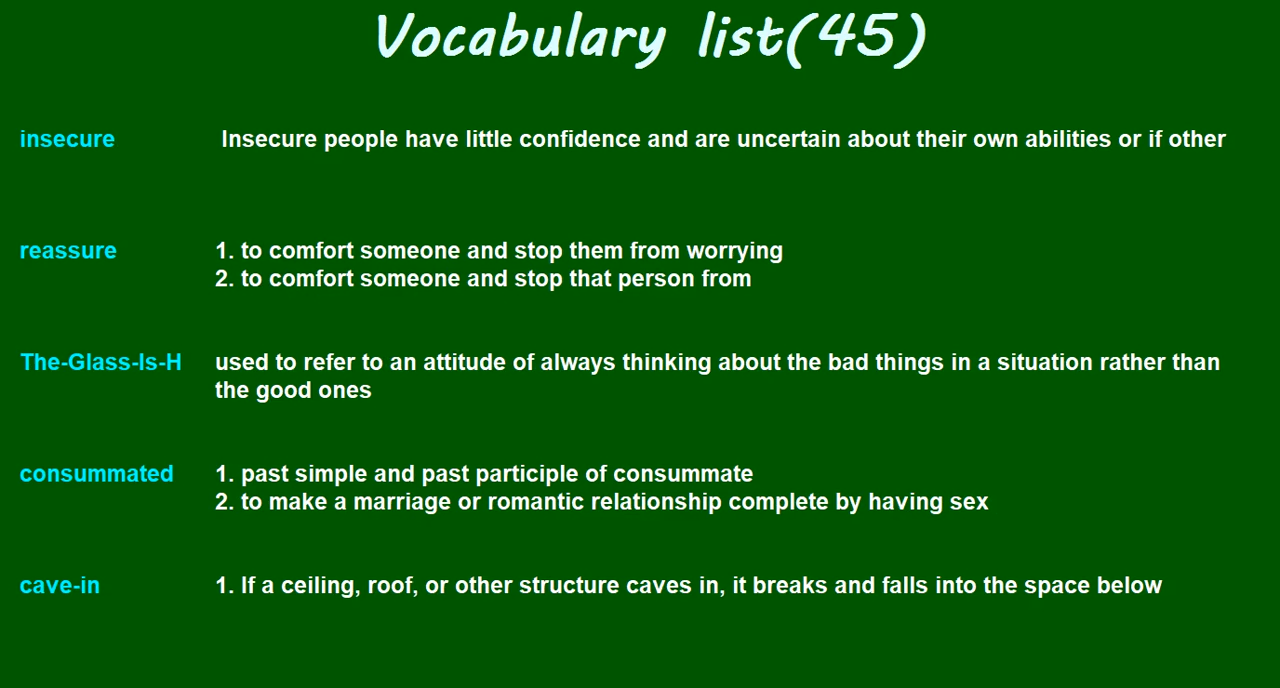 Vocabulary list(45)
insecure Insecure people have little confidence and are uncertain about their own abilities or if other
reassure 1. to comfort someone and stop them from worrying
2. to comfort someone and stop that person from
The-Glass-Is-H used to refer to an attitude of always thinking about the bad things in a situation rather than
the good ones
consummated 1. past simple and past participle of consummate
2. to make a marriage or romantic relationship complete by having sex
cave-in 1. If a ceiling, roof, or other structure caves in, it breaks and falls into the space below